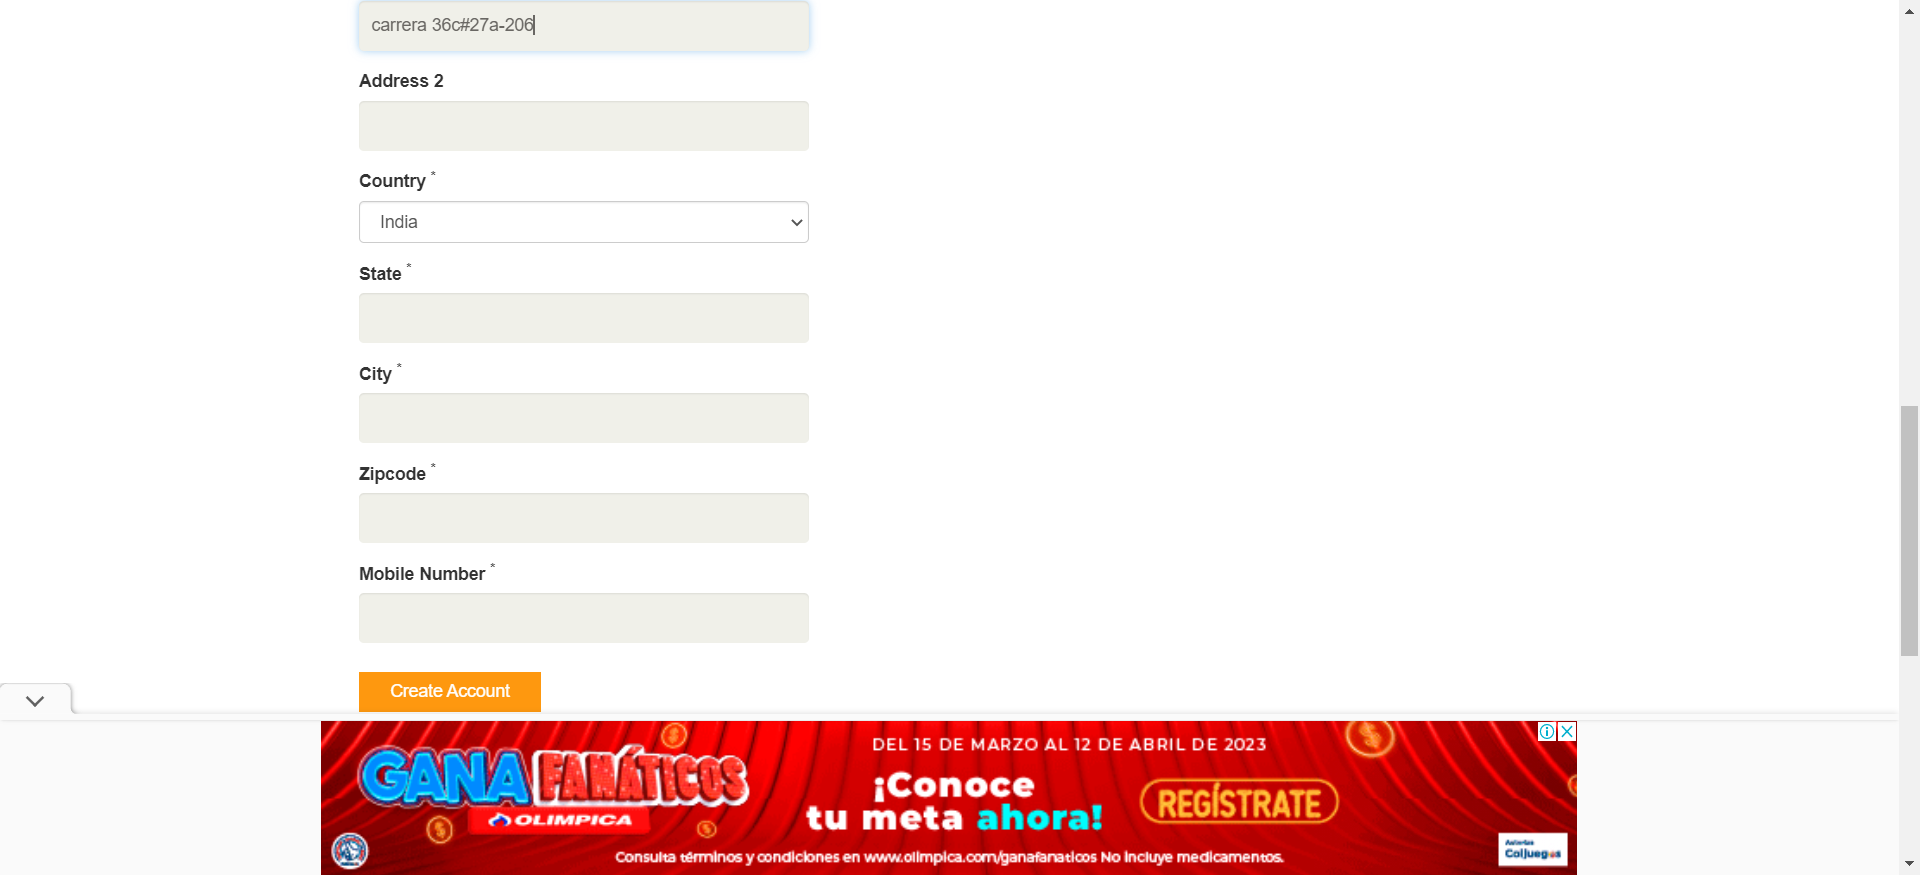 carrera 36c#27a-206
Address 2
Country *
India
State *
City *
Zipcode *
Mobile Number *
Create Account
DEL 15 DE MARZO AL 12 DE ABRIL DE 2023
GANA FANÁTICOS
OLIMPICA
¡Conoce
tu meta ahora!
REGÍSTRATE
Consulta términos y condiciones en www.olimpica.com/ganafanaticos No incluye medicamentos.
Autoriza
Coljuegos